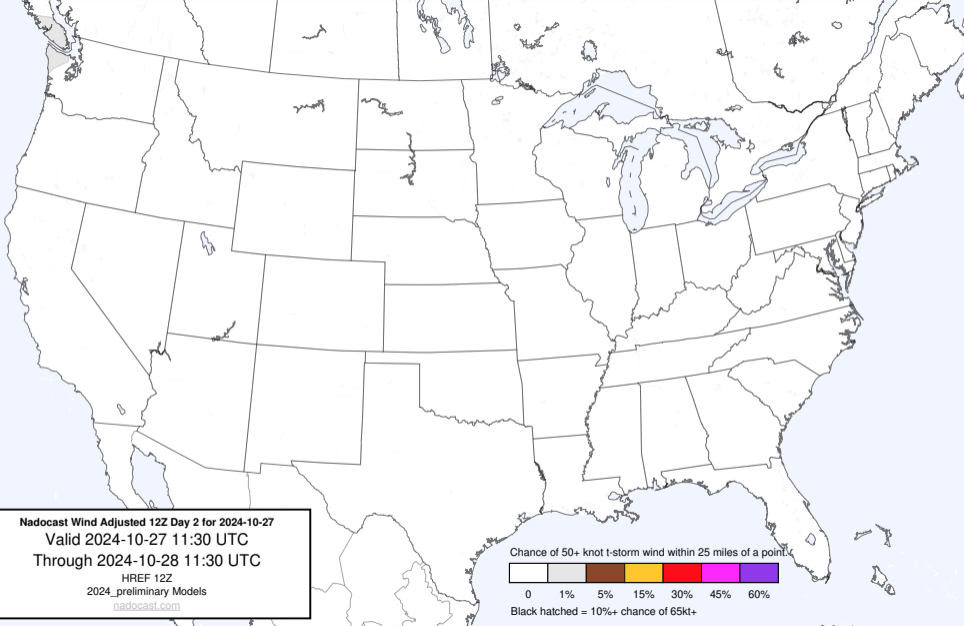 Nadocast Wind Adjusted 12Z Day 2 for 2024-10-27
Valid 2024-10-27 11:30 UTC
Through 2024-10-28 11:30 UTC
HREF 12Z
2024_preliminary Models
nadocast.com
Chance of 50+ knot t-storm wind within 25 miles of a point.
0 1% 5% 15% 30% 45% 60%
Black hatched = 10%+ chance of 65kt+